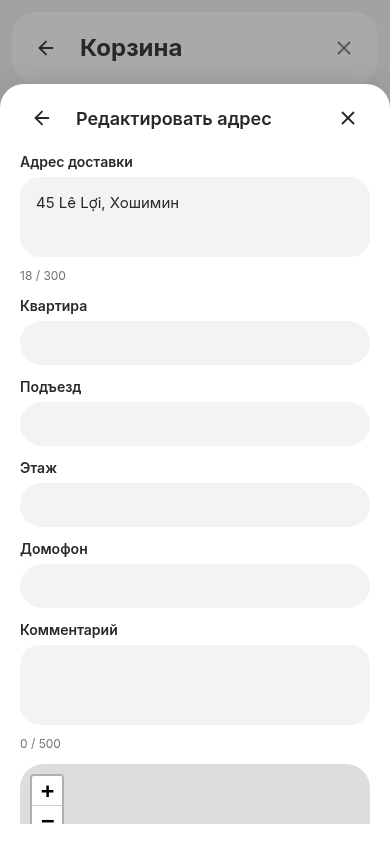 Корзина
Редактировать адрес
Адрес доставки
45 Lê Lợi, Хошимин
18 / 300
Квартира
Подъезд
Этаж
Домофон
Комментарий
0 / 500
+
−